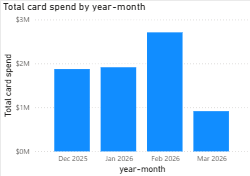 Total card spend by year-month
$3M
$2M
$1M
$0M
Total card spend
Dec 2025 Jan 2026 Feb 2026 Mar 2026
year-month